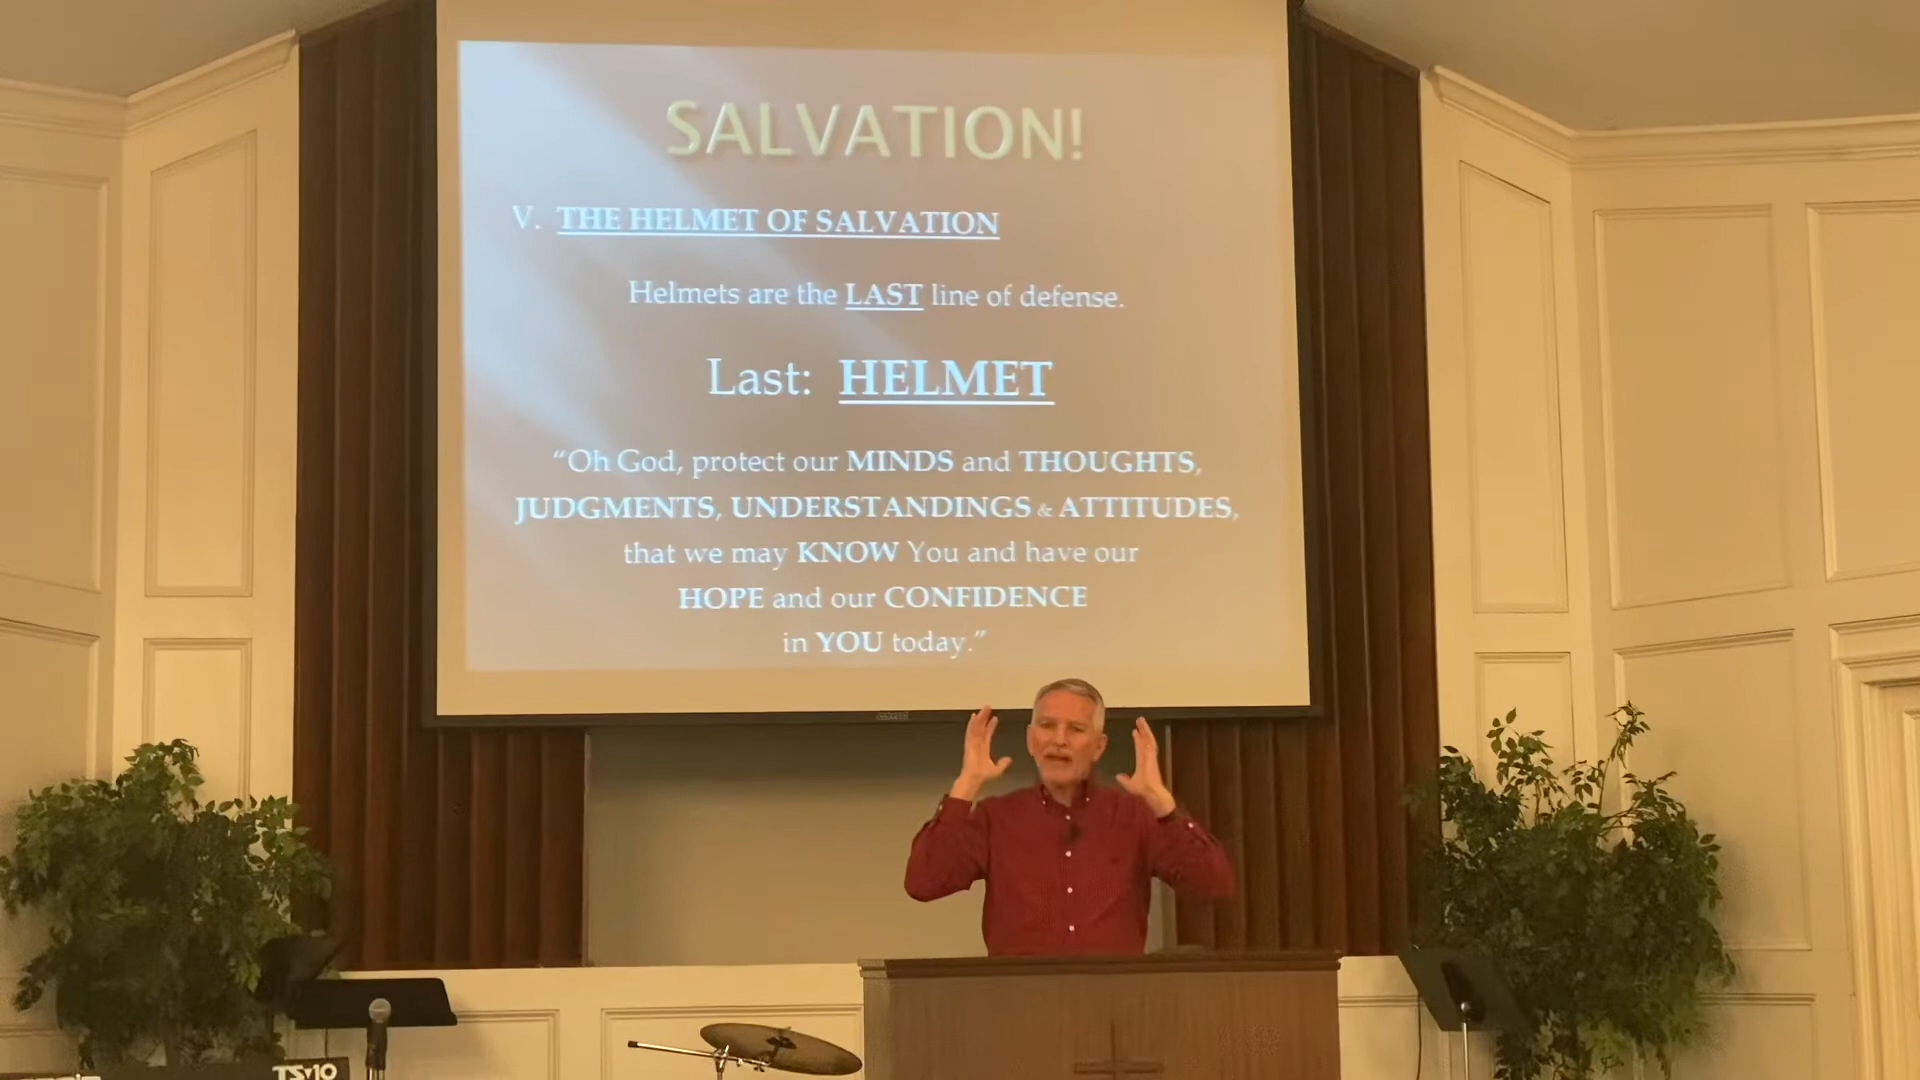 SALVATION!
V. THE HELMET OF SALVATION
Helmets are the LAST line of defense.
Last: HELMET
“Oh God, protect our MINDS and THOUGHTS,
JUDGMENTS, UNDERSTANDINGS & ATTITUDES,
that we may KNOW You and have our
HOPE and our CONFIDENCE
in YOU today.”